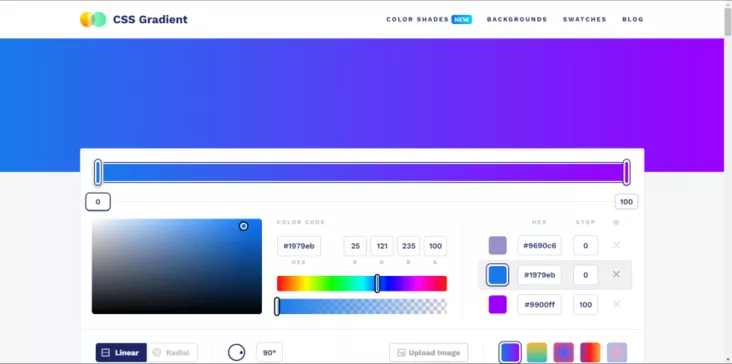 CSS Gradient
COLOR SHADES NEW BACKGROUNDS SWATCHES BLOG
0 100
COLOR CODE
#1979eb 25 121 235 100
HEX R G B A
HEX STOP
#9690c6 0
#1979eb 0
#9900ff 100
Linear Radial 90° Upload Image